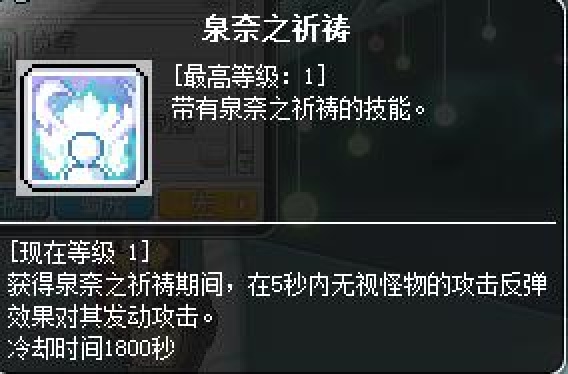 泉奈之祈祷
[最高等级：1]
带有泉奈之祈祷的技能。
[现在等级 1]
获得泉奈之祈祷期间，在5秒内无视怪物的攻击反弹
效果对其发动攻击。
冷却时间1800秒